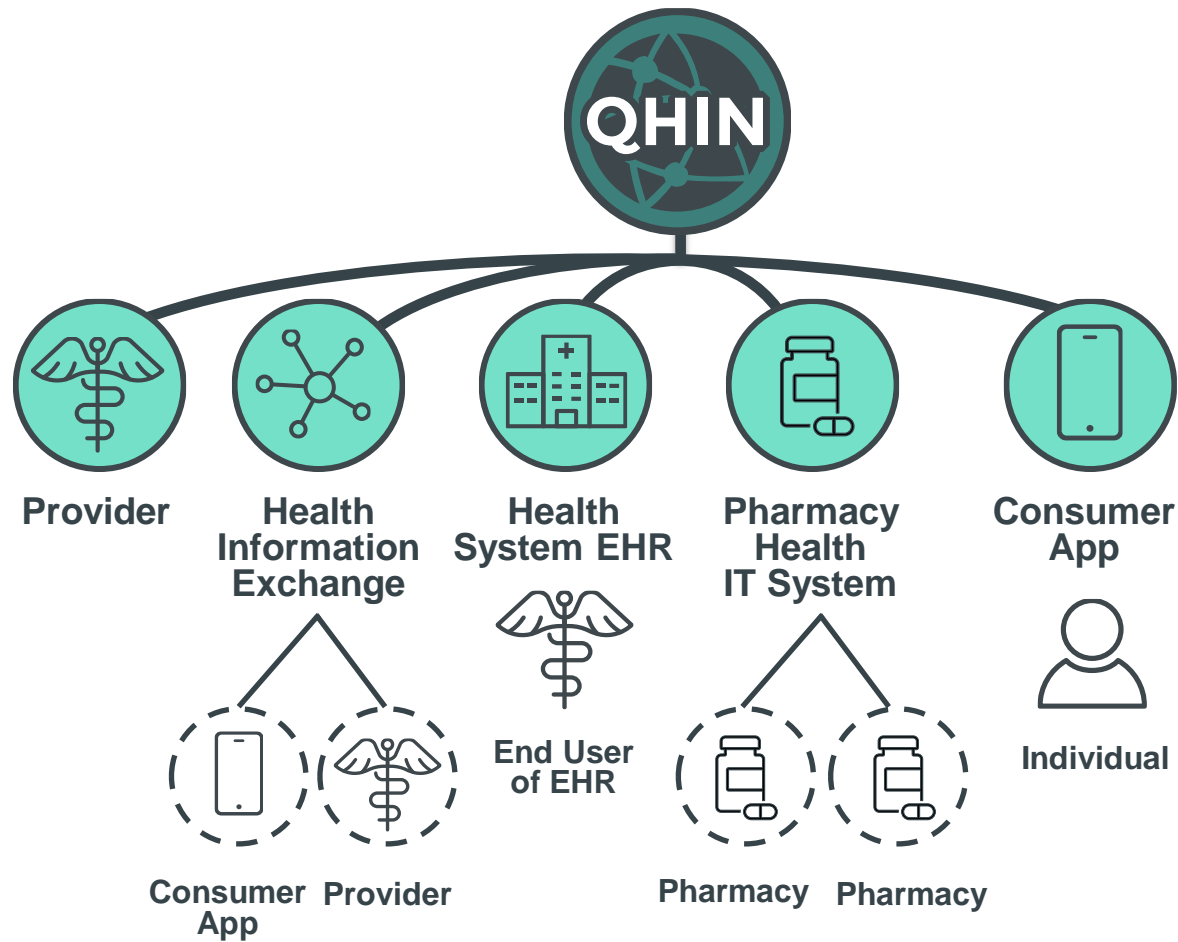 QHIN
Provider
Health
Information
Exchange
Health
System EHR
Pharmacy
Health
IT System
Consumer
App
End User
of EHR
Individual
Consumer
App
Provider
Pharmacy
Pharmacy